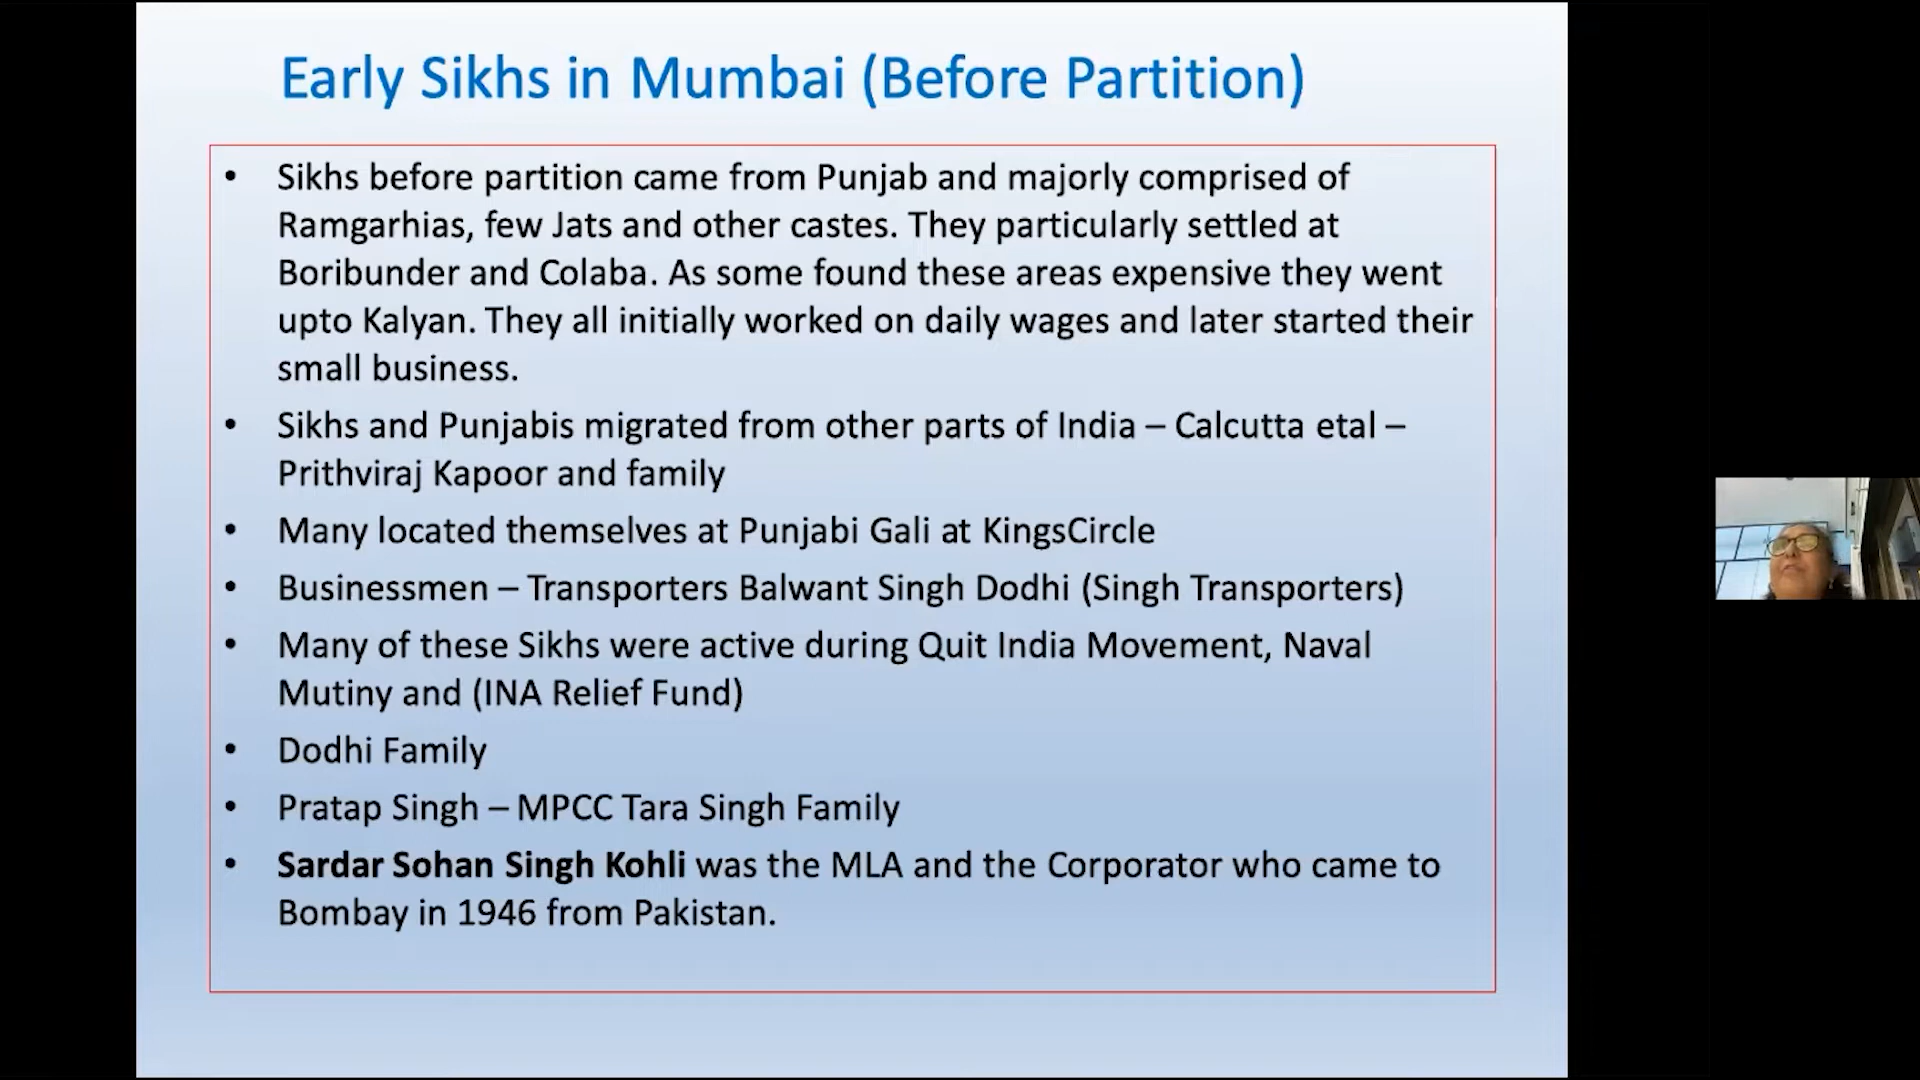 Early Sikhs in Mumbai (Before Partition)
• Sikhs before partition came from Punjab and majorly comprised of
Ramgarhias, few Jats and other castes. They particularly settled at
Boribunder and Colaba. As some found these areas expensive they went
upto Kalyan. They all initially worked on daily wages and later started their
small business.
• Sikhs and Punjabis migrated from other parts of India – Calcutta etal –
Prithviraj Kapoor and family
• Many located themselves at Punjabi Gali at KingsCircle
• Businessmen – Transporters Balwant Singh Dodhi (Singh Transporters)
• Many of these Sikhs were active during Quit India Movement, Naval
Mutiny and (INA Relief Fund)
• Dodhi Family
• Pratap Singh – MPCC Tara Singh Family
• Sardar Sohan Singh Kohli was the MLA and the Corporator who came to
Bombay in 1946 from Pakistan.